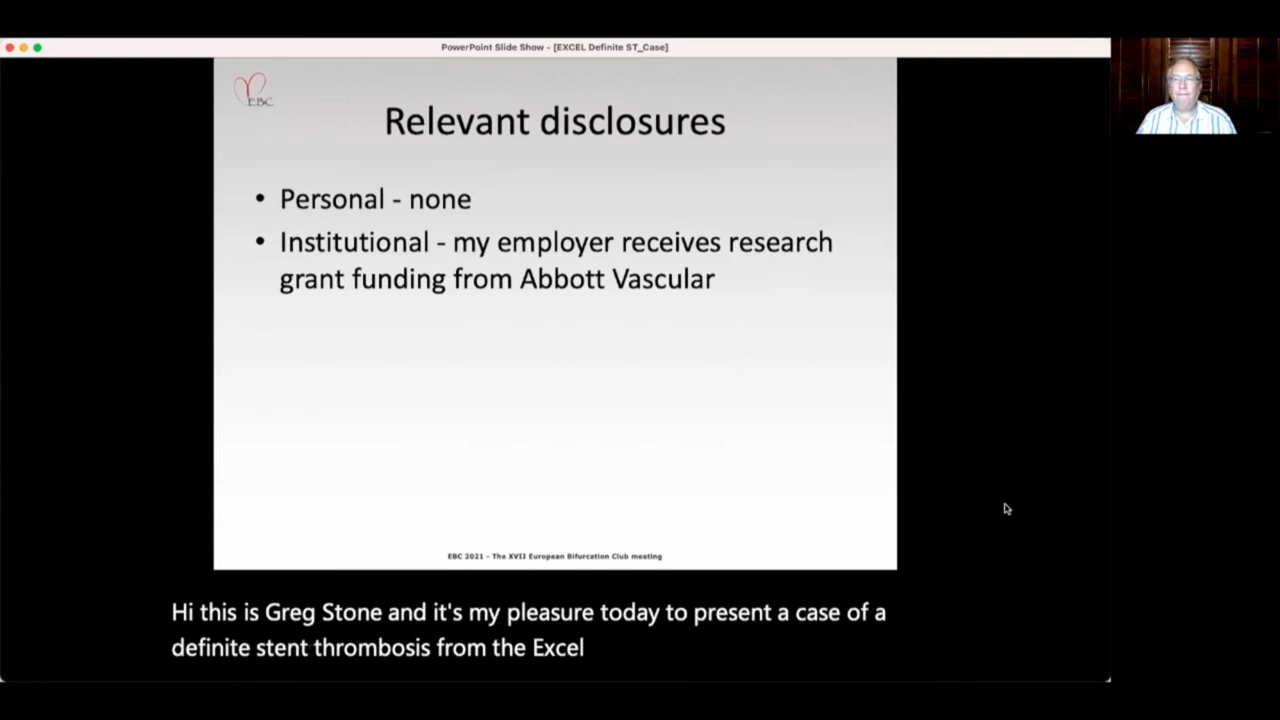 PowerPoint Slide Show - [EXCEL Definite ST_Case]
EBC
Relevant disclosures
• Personal - none
• Institutional - my employer receives research
grant funding from Abbott Vascular
EBC 2021 - The XVII European Bifurcation Club meeting
Hi this is Greg Stone and it's my pleasure today to present a case of a
definite stent thrombosis from the Excel